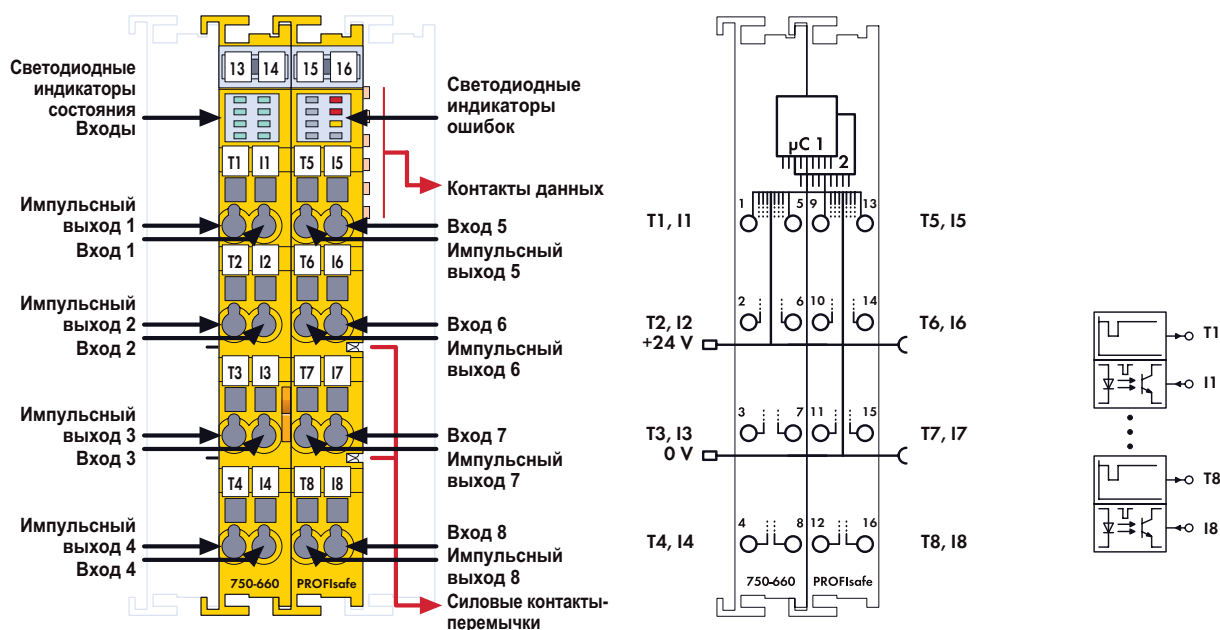 13 14 15 16
Светодиодные
индикаторы
состояния
Входы
Светодиодные
индикаторы
ошибок
T1 I1 T5 I5
Контакты данных
Импульсный
выход 1
Вход 1
Вход 5
Импульсный
выход 5
T2 I2 T6 I6
Импульсный
выход 2
Вход 2
Вход 6
Импульсный
выход 6
T3 I3 T7 I7
Импульсный
выход 3
Вход 3
Вход 7
Импульсный
выход 7
T4 I4 T8 I8
Импульсный
выход 4
Вход 4
Вход 8
Импульсный
выход 8
750-660 PROFIsafe
Силовые контакты-
перемычки
µC 1
2
1 5 9 13
T1, I1
T5, I5
2 6 10 14
T2, I2
+24 V
T6, I6
3 7 11 15
T3, I3
0 V
T7, I7
4 8 12 16
T4, I4
T8, I8
750-660 PROFIsafe
T1
I1
T8
I8